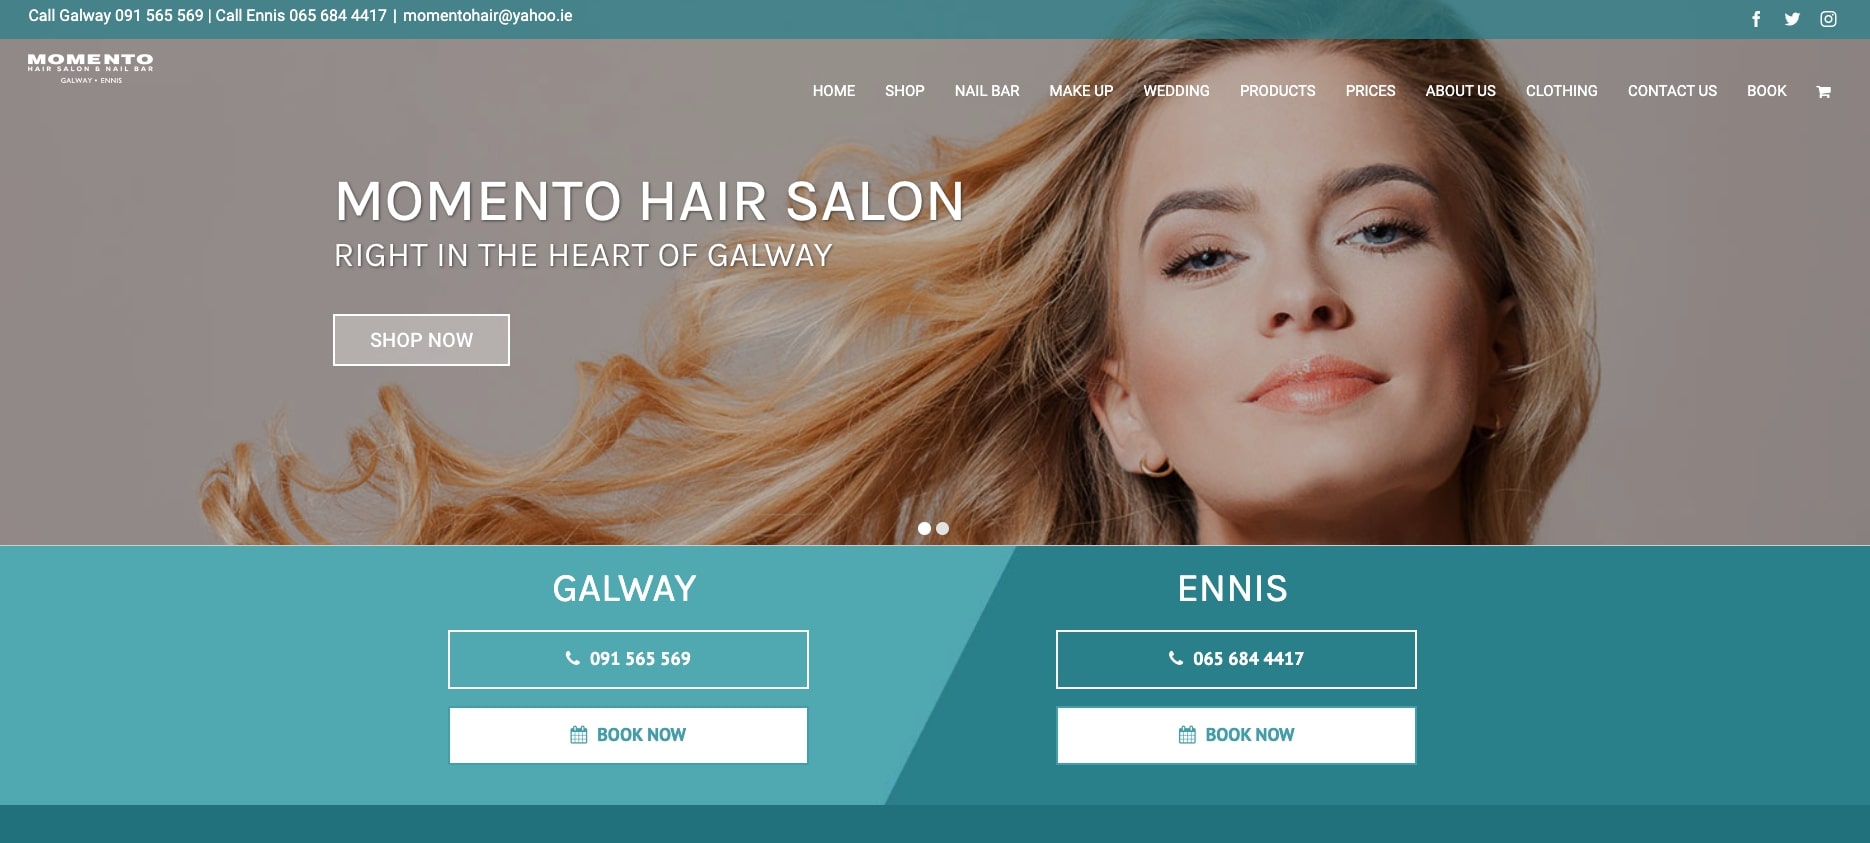 Call Galway 091 565 569 | Call Ennis 065 684 4417 | momentohair@yahoo.ie
MOMENTO
HAIR SALON & NAIL BAR
GALWAY • ENNIS
HOME SHOP NAIL BAR MAKE UP WEDDING PRODUCTS PRICES ABOUT US CLOTHING CONTACT US BOOK
MOMENTO HAIR SALON
RIGHT IN THE HEART OF GALWAY
SHOP NOW
GALWAY
091 565 569
BOOK NOW
ENNIS
065 684 4417
BOOK NOW